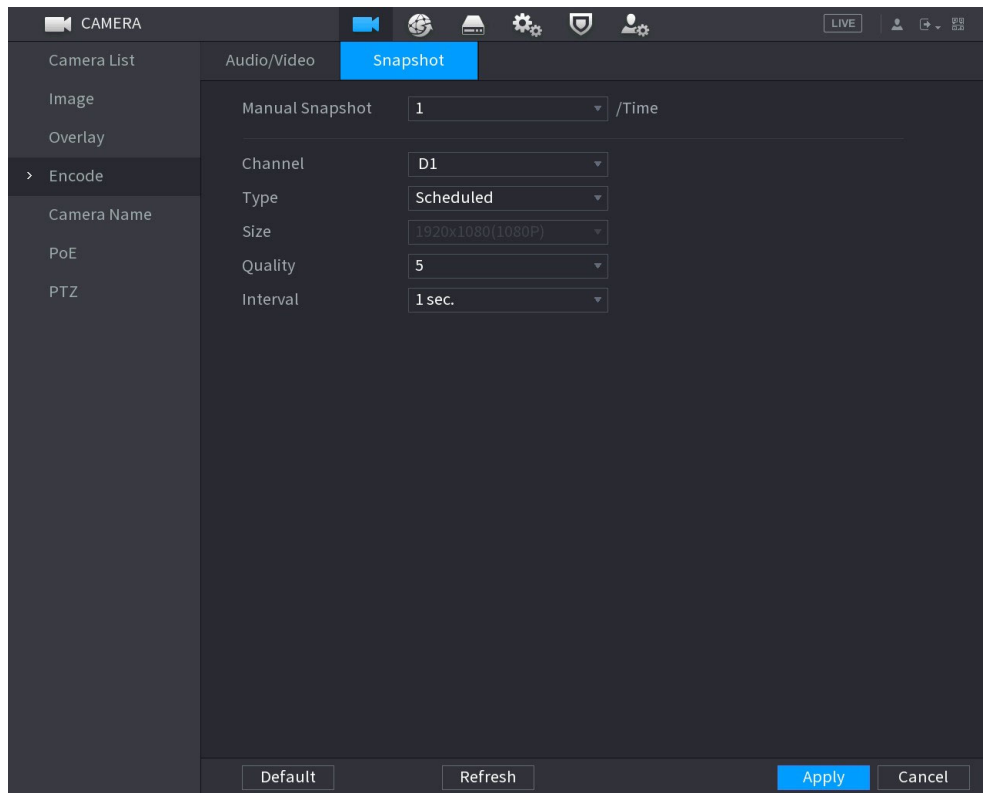 CAMERA LIVE
Camera List
Image
Overlay
> Encode
Camera Name
PoE
PTZ
Audio/Video Snapshot
Manual Snapshot 1 /Time
Channel D1
Type Scheduled
Size 1920x1080(1080P)
Quality 5
Interval 1 sec.
Default Refresh Apply Cancel